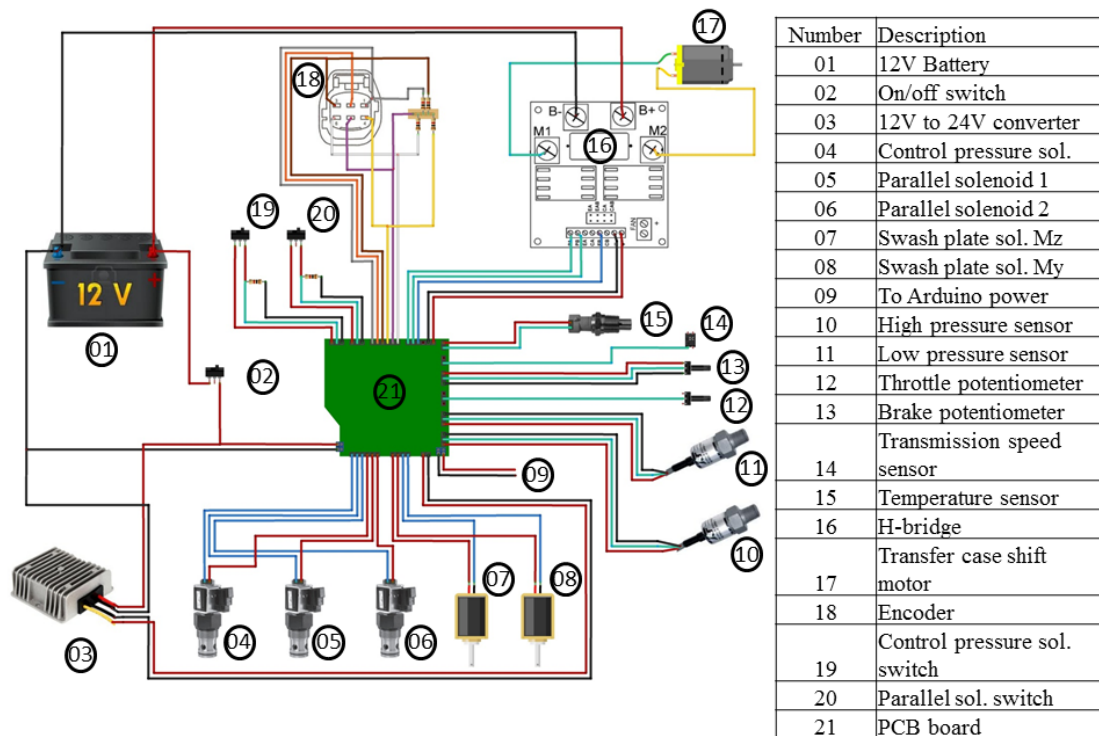 17
18
B-
B+
M1
16
M2
19
20
FAN
+
12 V
01
15
14
02
21
13
12
09
11
10
03
04
05
06
07
08
Number Description
01 12V Battery
02 On/off switch
03 12V to 24V converter
04 Control pressure sol.
05 Parallel solenoid 1
06 Parallel solenoid 2
07 Swash plate sol. Mz
08 Swash plate sol. My
09 To Arduino power
10 High pressure sensor
11 Low pressure sensor
12 Throttle potentiometer
13 Brake potentiometer
Transmission speed
14 sensor
15 Temperature sensor
16 H-bridge
Transfer case shift
17 motor
18 Encoder
Control pressure sol.
19 switch
20 Parallel sol. switch
21 PCB board